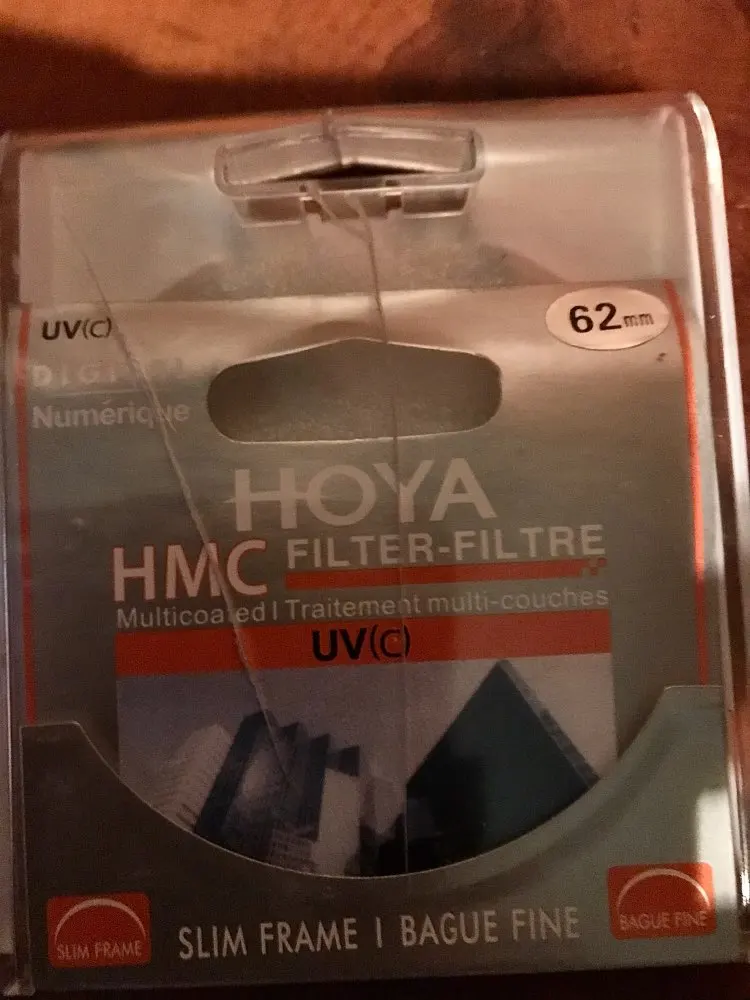 UV(C)
62mm
DIGITAL
Numérique
HOYA
HMC FILTER-FILTRE
Multicoated | Traitement multi-couches
UV(C)
SLIM FRAME
SLIM FRAME | BAGUE FINE
BAGUE FINE